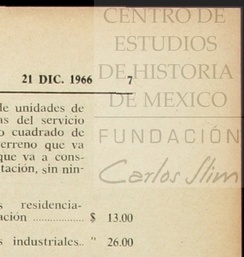 CENTRO DE
ESTUDIOS
DE HISTORIA
DE MEXICO
FUNDACIÓN
Carlos Slim
21 DIC. 1966 7
de unidades de
as del servicio
o cuadrado de
erreno que va
que va a cons-
tación, sin nin-
s residencia-
ación .................. $ 13.00
s industriales.. " 26.00